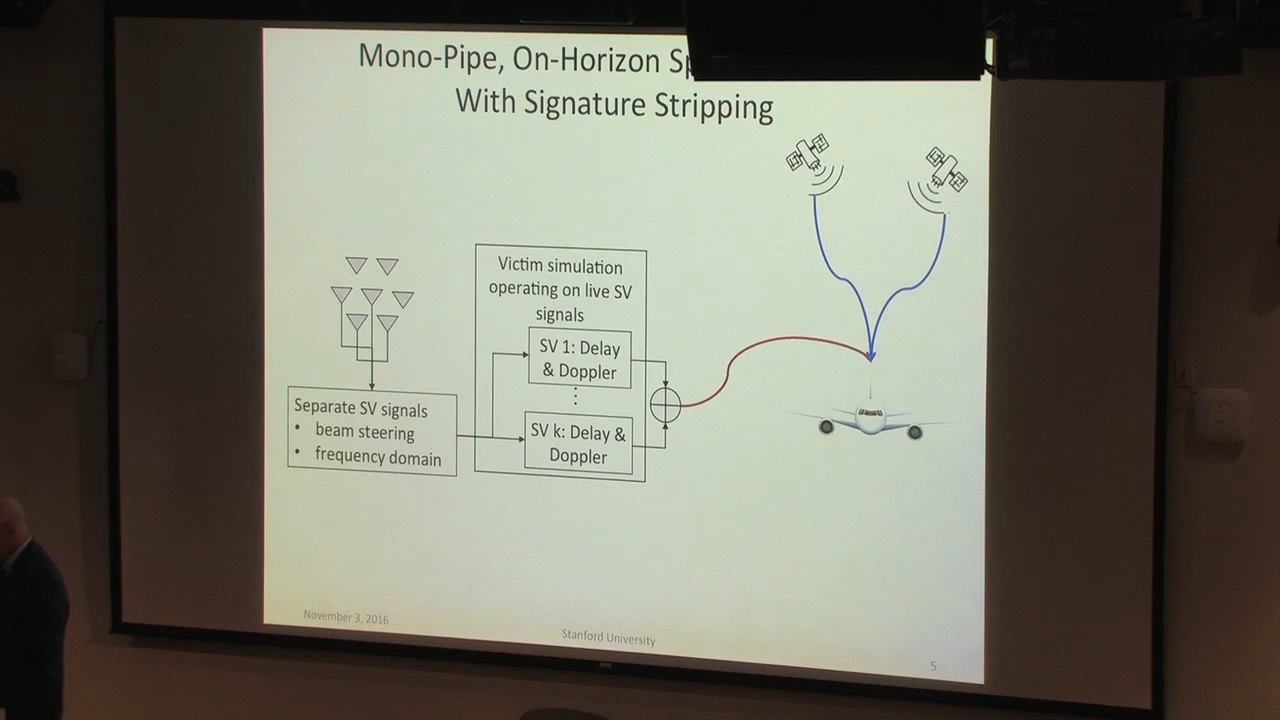 Mono-Pipe, On-Horizon
With Signature Stripping
Victim simulation
operating on live SV
signals
SV 1: Delay
& Doppler
SV k: Delay &
Doppler
Separate SV signals
• beam steering
• frequency domain
November 3, 2016
Stanford University
5